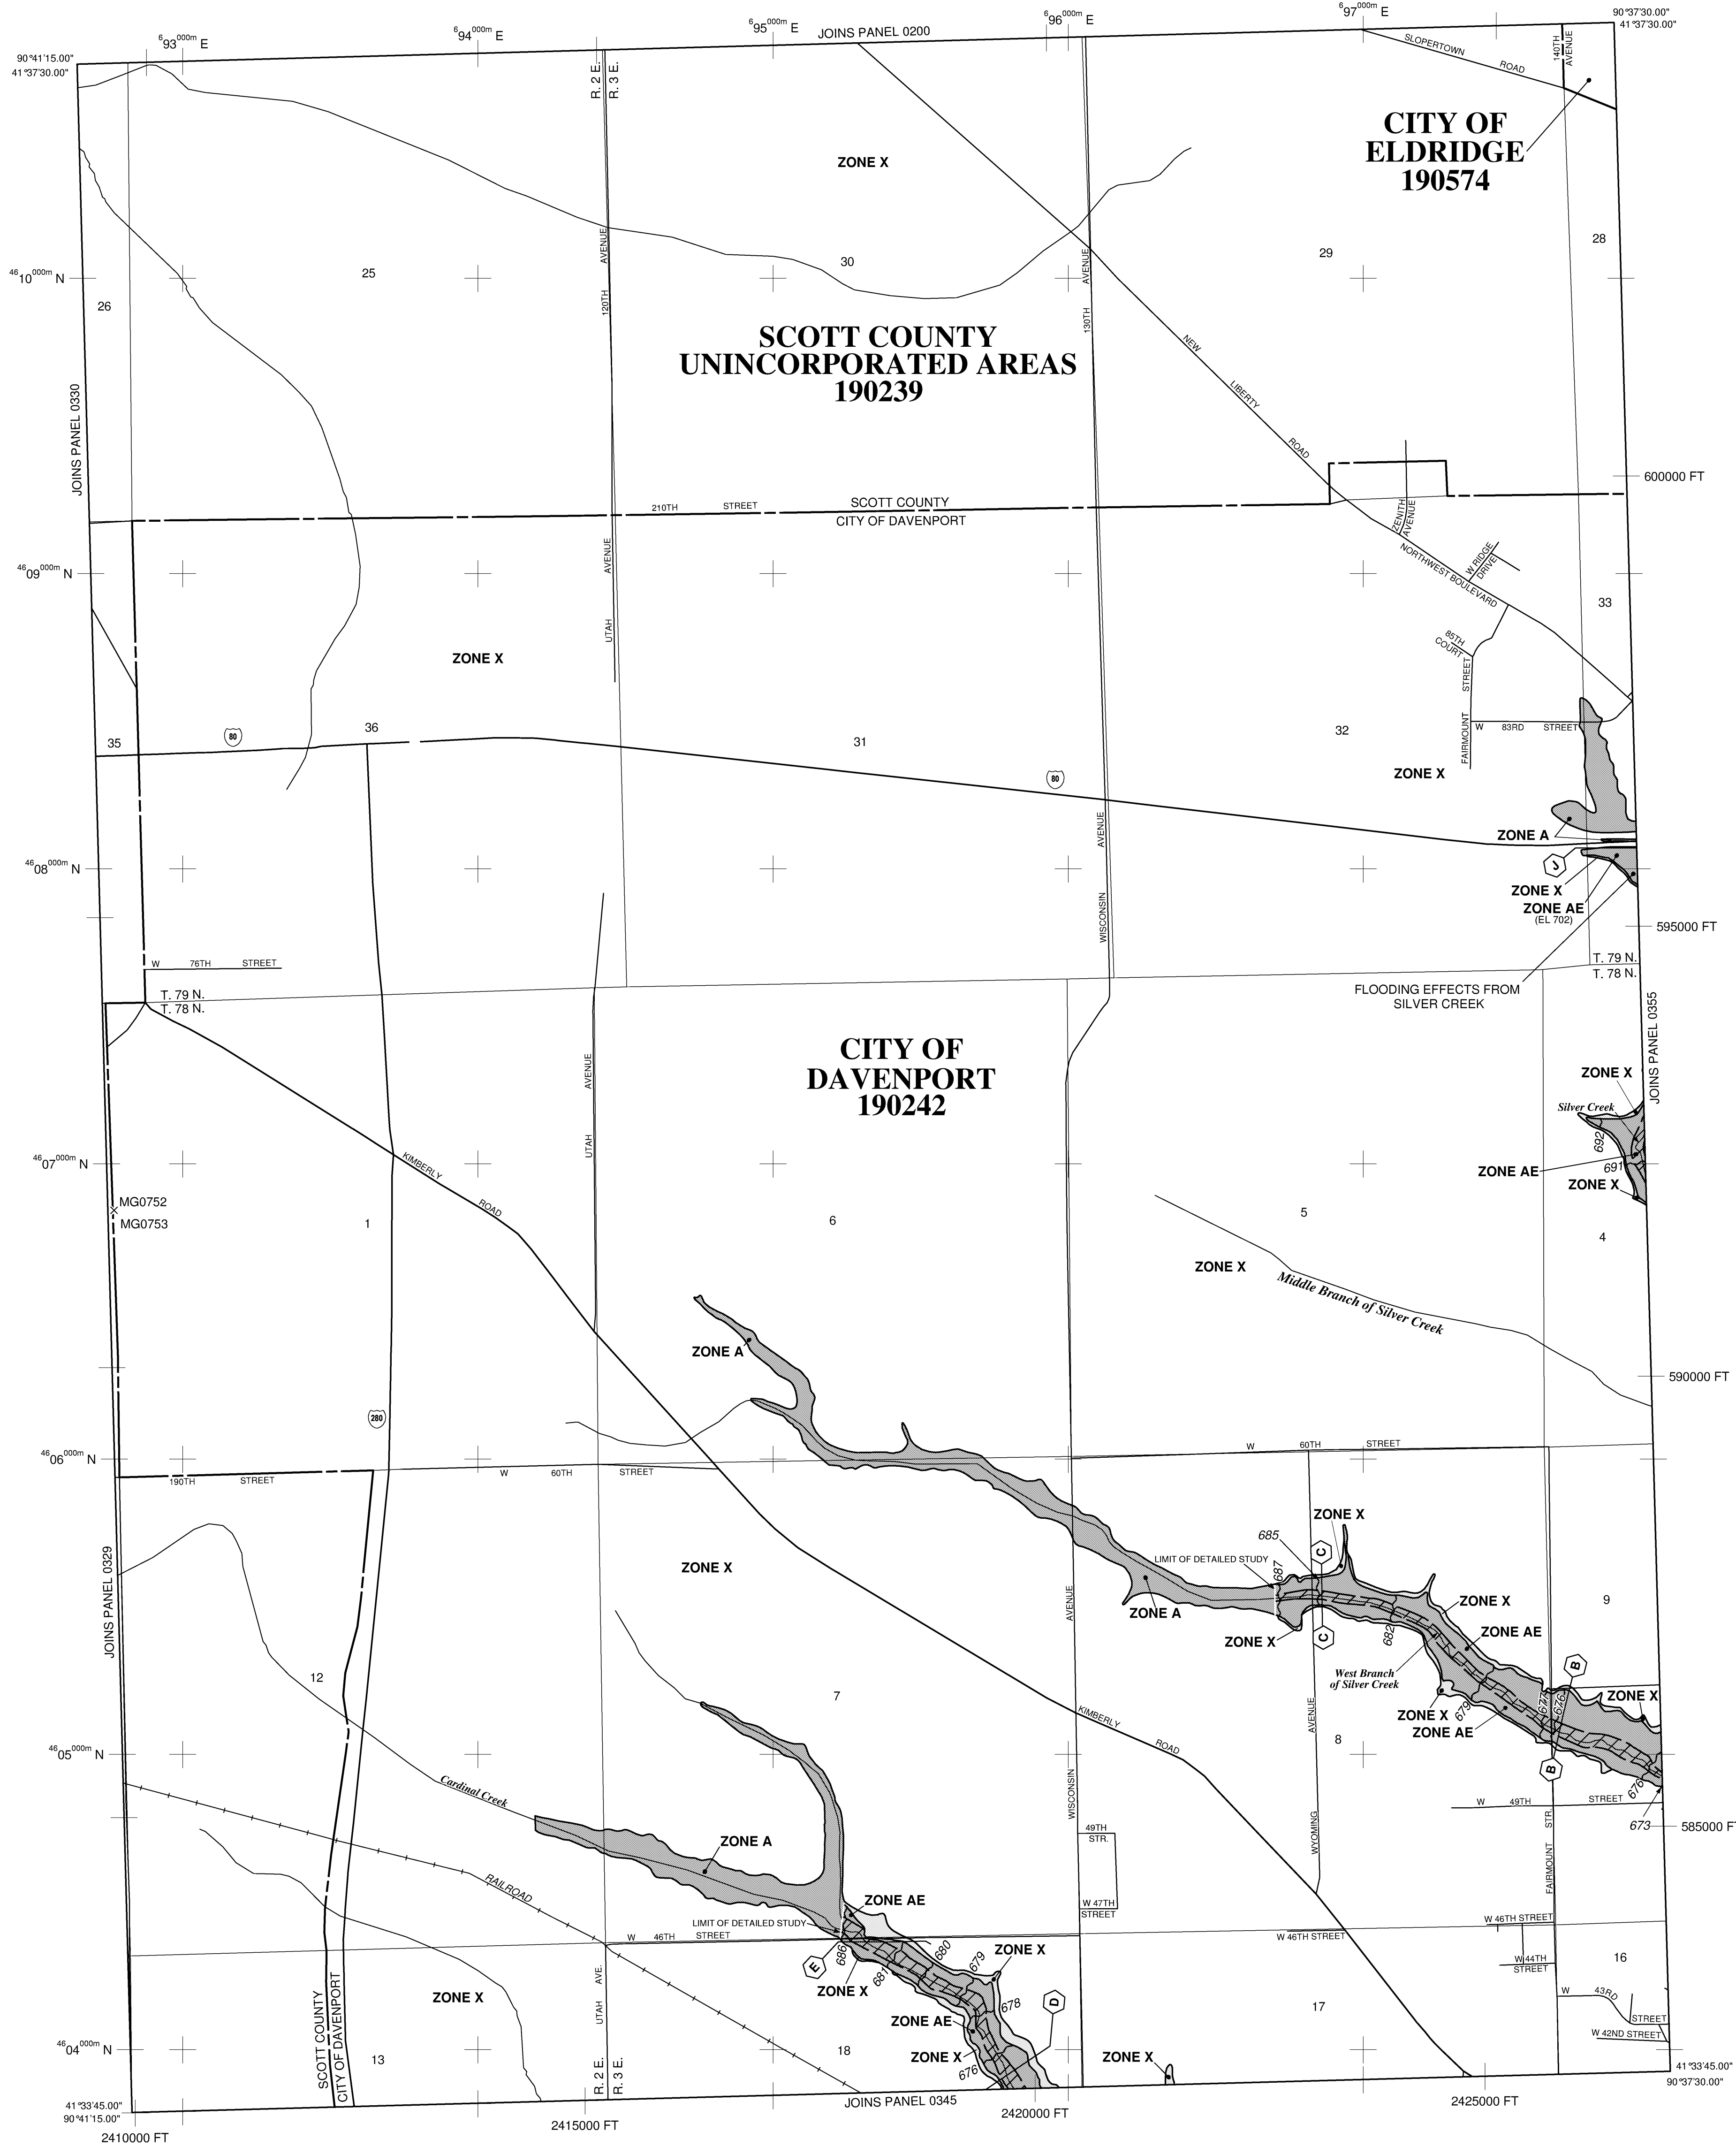 ⁶93⁰⁰⁰ᵐ E
⁶94⁰⁰⁰ᵐ E
⁶95⁰⁰⁰ᵐ E
JOINS PANEL 0200
⁶96⁰⁰⁰ᵐ E
⁶97⁰⁰⁰ᵐ E
90°37'30.00"
41°37'30.00"
90°41'15.00"
41°37'30.00"
R. 2 E.
R. 3 E.
SLOPERTOWN
ROAD
140TH
AVENUE
CITY OF
ELDRIDGE
190574
ZONE X
25
30
29
28
26
⁴⁶10⁰⁰⁰ᵐ N
AVENUE
120TH
AVENUE
130TH
SCOTT COUNTY
UNINCORPORATED AREAS
190239
NEW
LIBERTY
ROAD
JOINS PANEL 0330
600000 FT
210TH
STREET
SCOTT COUNTY
CITY OF DAVENPORT
ZENITH
AVENUE
NORTHWEST BOULEVARD
W RIDGE
DRIVE
⁴⁶09⁰⁰⁰ᵐ N
AVENUE
UTAH
33
85TH
COURT
ZONE X
STREET
FAIRMOUNT
W
83RD
STREET
35
80
36
31
32
ZONE X
80
ZONE A
AVENUE
WISCONSIN
J
⁴⁶08⁰⁰⁰ᵐ N
ZONE X
ZONE AE
(EL 702)
595000 FT
W
76TH
STREET
T. 79 N.
T. 78 N.
T. 79 N.
T. 78 N.
FLOODING EFFECTS FROM
SILVER CREEK
JOINS PANEL 0355
CITY OF
DAVENPORT
190242
AVENUE
UTAH
ZONE X
Silver Creek
692
691
ZONE AE
ZONE X
⁴⁶07⁰⁰⁰ᵐ N
KIMBERLY
ROAD
MG0752
MG0753
1
6
5
4
ZONE X
Middle Branch of Silver Creek
ZONE A
590000 FT
280
⁴⁶06⁰⁰⁰ᵐ N
190TH
STREET
W
60TH
STREET
W
60TH
STREET
ZONE X
685
C
LIMIT OF DETAILED STUDY
687
ZONE X
JOINS PANEL 0329
AVENUE
ZONE A
ZONE X
C
682
ZONE X
ZONE AE
9
12
7
West Branch
of Silver Creek
B
679
677
676
ZONE X
ZONE X
ZONE AE
KIMBERLY
ROAD
AVENUE
8
⁴⁶05⁰⁰⁰ᵐ N
B
676
Cardinal Creek
WISCONSIN
W
49TH
STREET
673
585000 FT
49TH
STR.
WYOMING
STR.
FAIRMOUNT
ZONE A
RAILROAD
ZONE AE
W 47TH
STREET
LIMIT OF DETAILED STUDY
W
46TH
STREET
W 46TH STREET
W 46TH STREET
W 44TH
STREET
16
E
686
681
680
679
ZONE X
ZONE X
678
D
17
W
43RD
STREET
W 42ND STREET
SCOTT COUNTY
CITY OF DAVENPORT
ZONE X
UTAH
AVE.
ZONE AE
⁴⁶04⁰⁰⁰ᵐ N
13
18
ZONE X
676
ZONE X
R. 2 E.
R. 3 E.
41°33'45.00"
90°37'30.00"
41°33'45.00"
90°41'15.00"
JOINS PANEL 0345
2410000 FT
2415000 FT
2420000 FT
2425000 FT